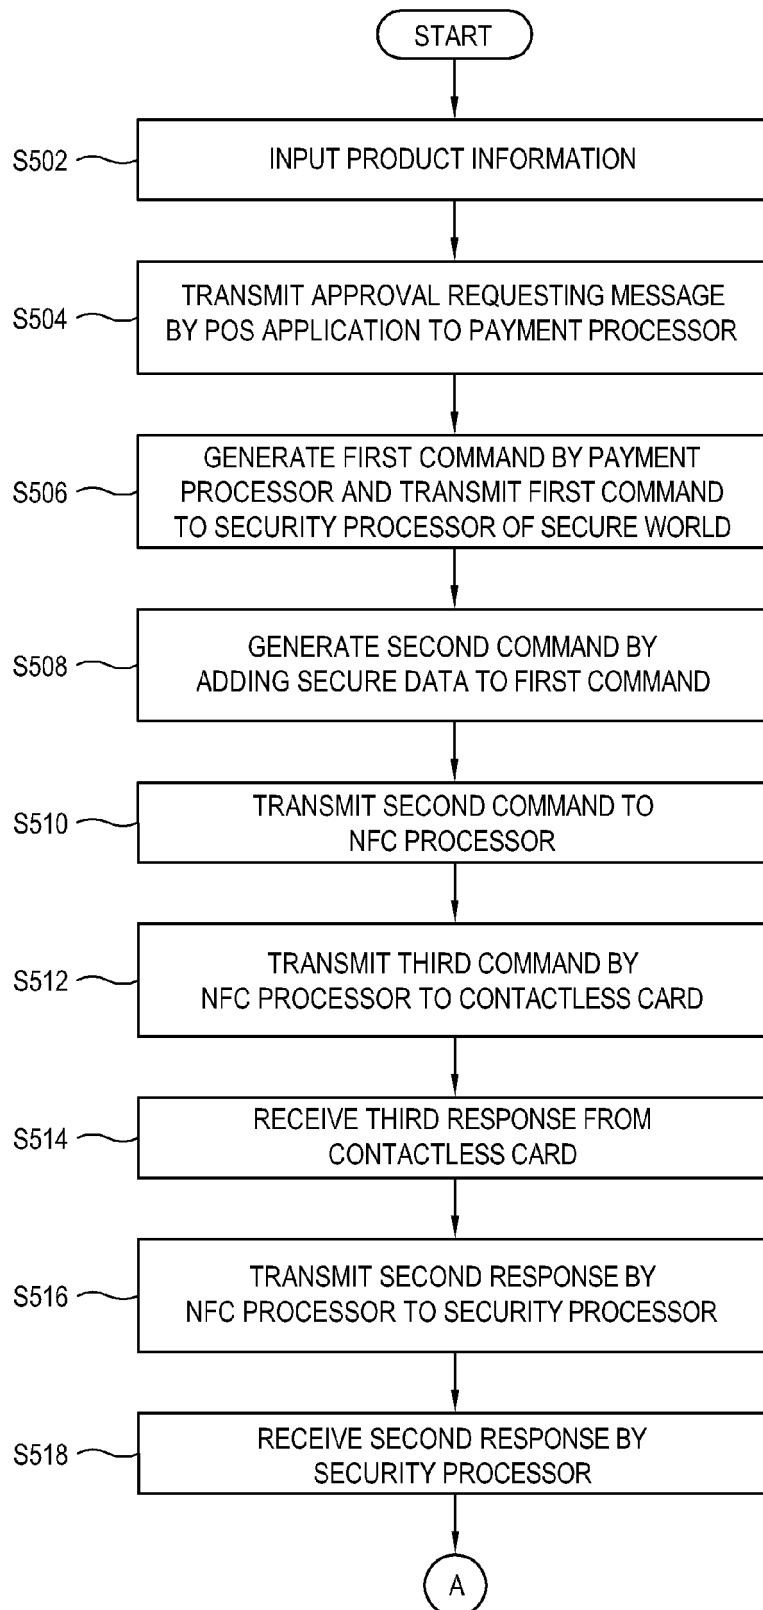 START
S502
INPUT PRODUCT INFORMATION
S504
TRANSMIT APPROVAL REQUESTING MESSAGE
BY POS APPLICATION TO PAYMENT PROCESSOR
S506
GENERATE FIRST COMMAND BY PAYMENT
PROCESSOR AND TRANSMIT FIRST COMMAND
TO SECURITY PROCESSOR OF SECURE WORLD
S508
GENERATE SECOND COMMAND BY
ADDING SECURE DATA TO FIRST COMMAND
S510
TRANSMIT SECOND COMMAND TO
NFC PROCESSOR
S512
TRANSMIT THIRD COMMAND BY
NFC PROCESSOR TO CONTACTLESS CARD
S514
RECEIVE THIRD RESPONSE FROM
CONTACTLESS CARD
S516
TRANSMIT SECOND RESPONSE BY
NFC PROCESSOR TO SECURITY PROCESSOR
S518
RECEIVE SECOND RESPONSE BY
SECURITY PROCESSOR
A